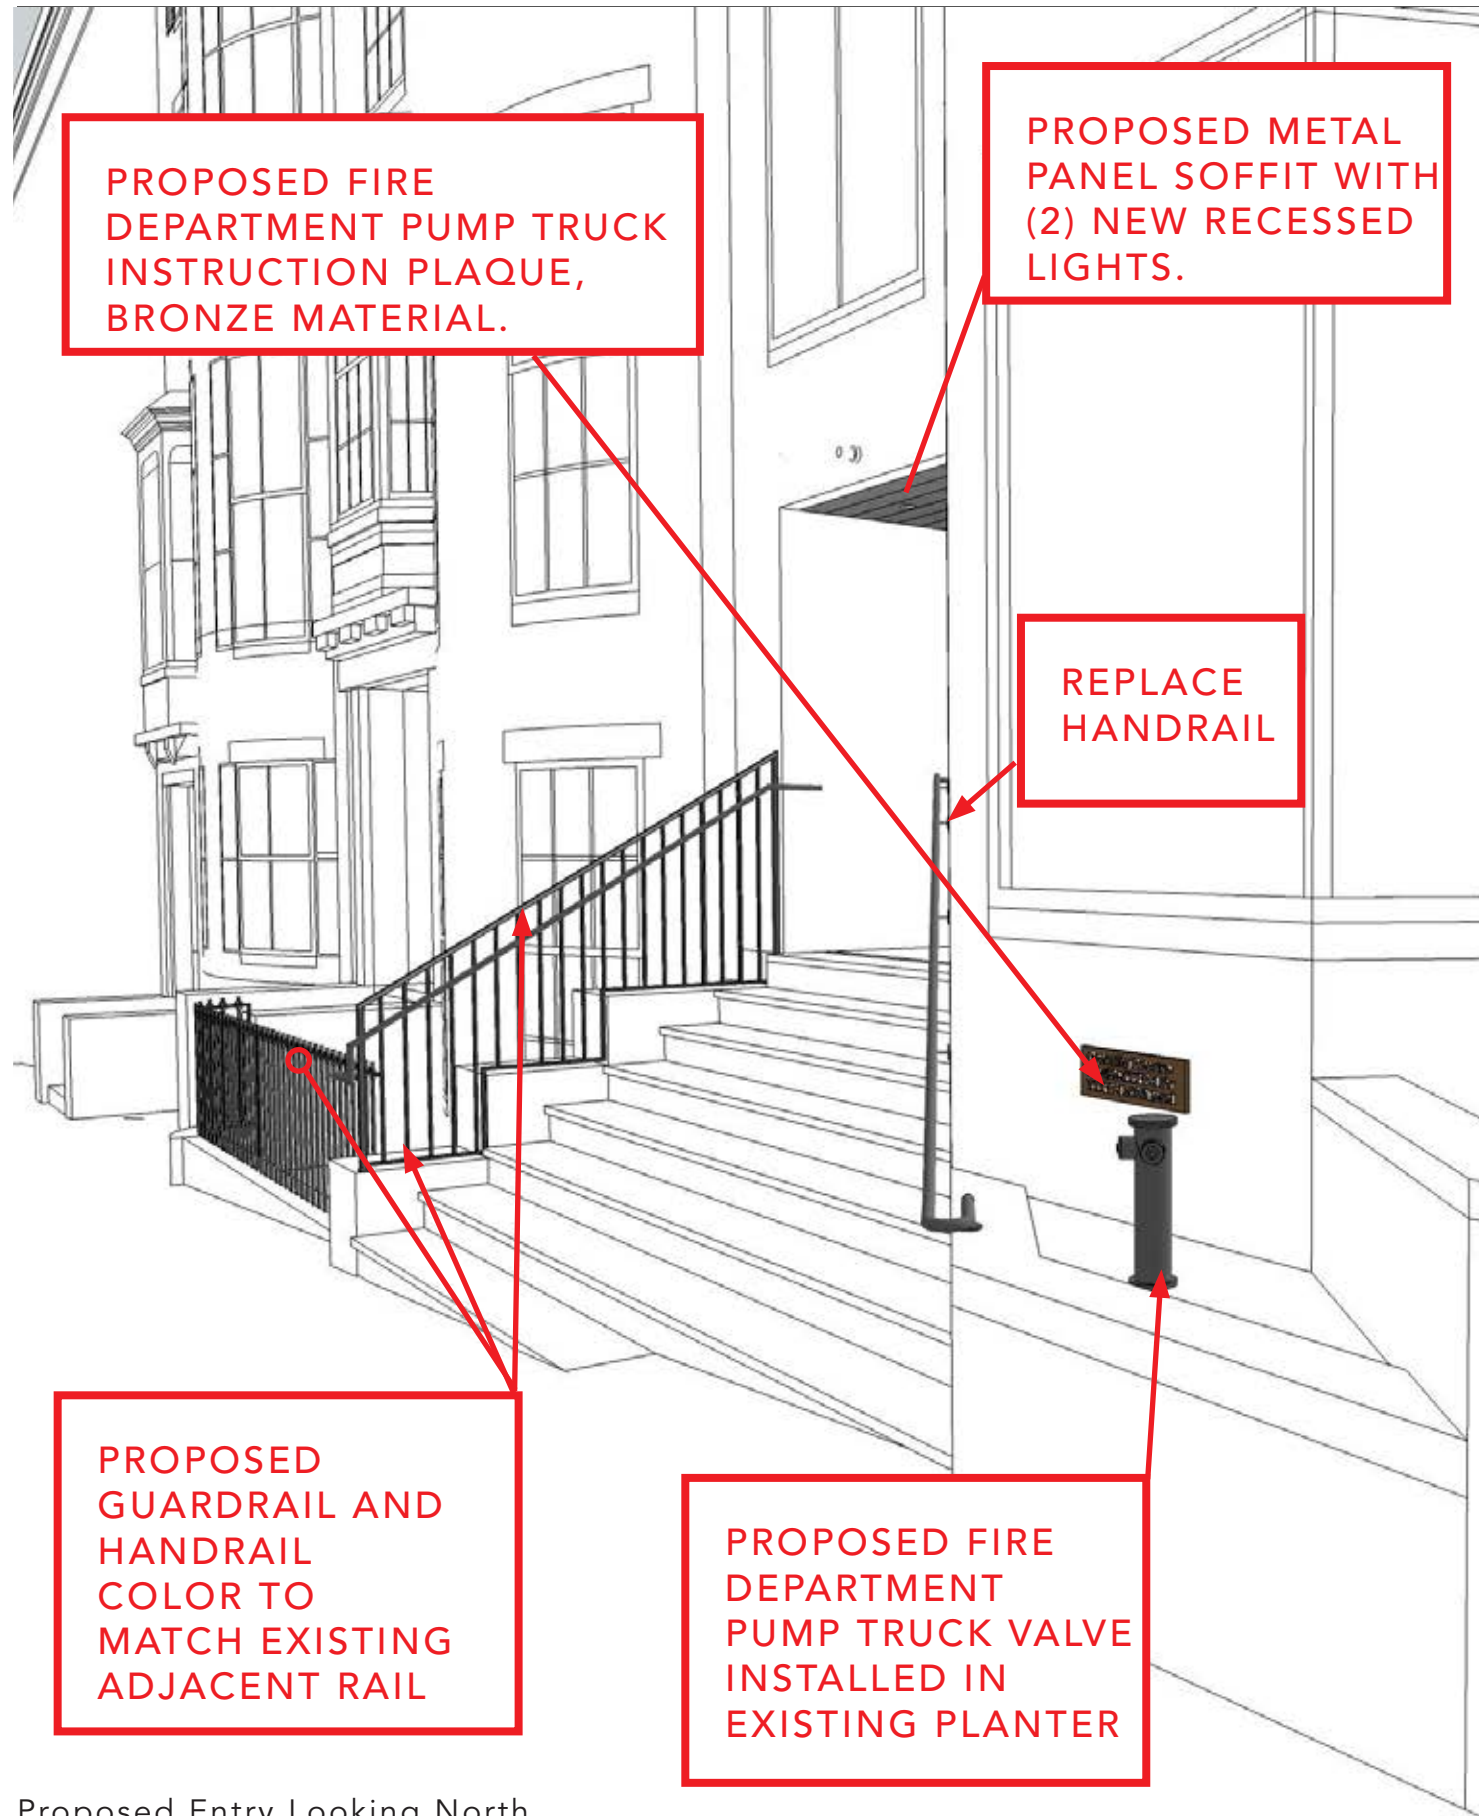 PROPOSED FIRE
DEPARTMENT PUMP TRUCK
INSTRUCTION PLAQUE,
BRONZE MATERIAL.
PROPOSED METAL
PANEL SOFFIT WITH
(2) NEW RECESSED
LIGHTS.
REPLACE
HANDRAIL
PROPOSED
GUARDRAIL AND
HANDRAIL
COLOR TO
MATCH EXISTING
ADJACENT RAIL
PROPOSED FIRE
DEPARTMENT
PUMP TRUCK VALVE
INSTALLED IN
EXISTING PLANTER
Proposed Entry Looking North